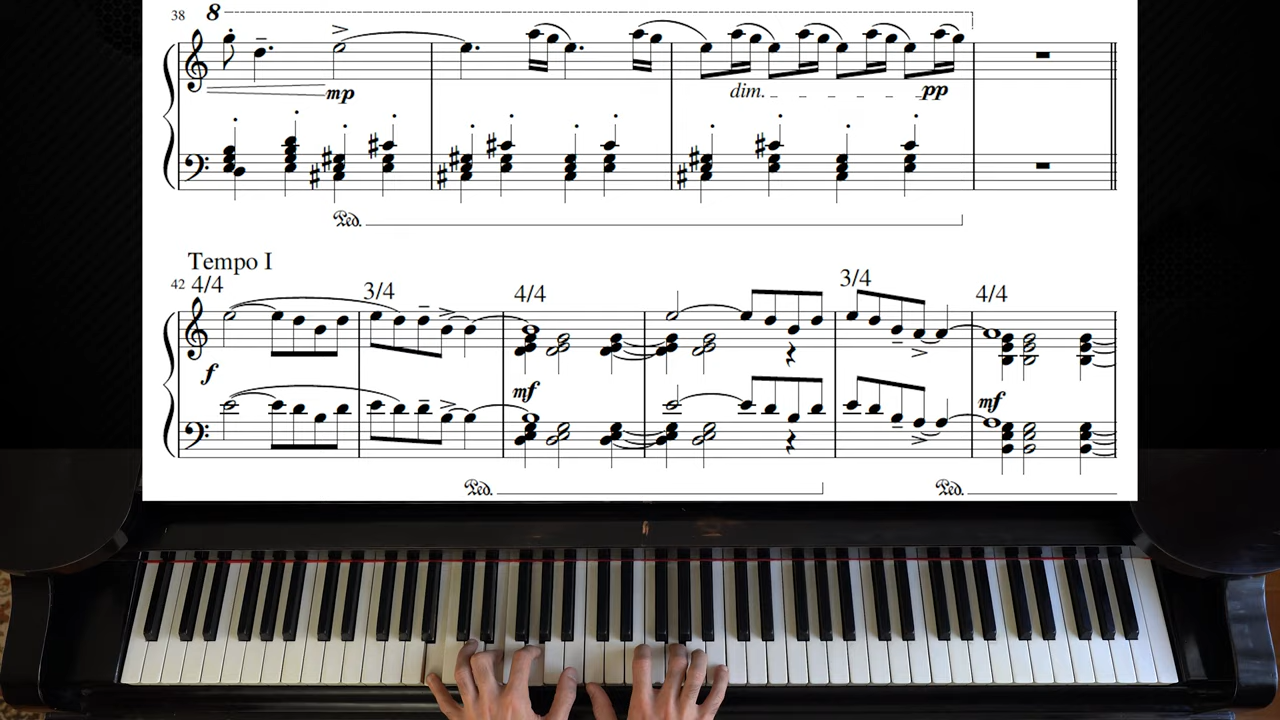 38 8
mp
dim. pp
Ped.
Tempo I
42 4/4 3/4 4/4 3/4 4/4
f mf mf
Ped. Ped.